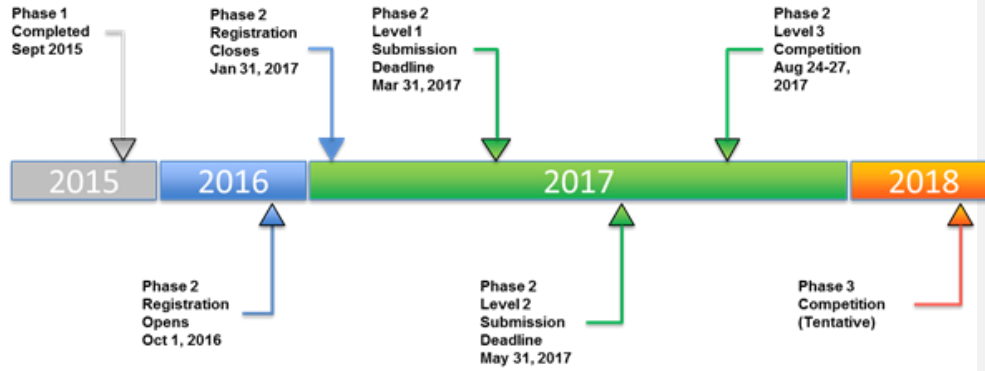 Phase 1
Completed
Sept 2015
Phase 2
Registration
Closes
Jan 31, 2017
Phase 2
Level 1
Submission
Deadline
Mar 31, 2017
Phase 2
Level 3
Competition
Aug 24-27,
2017
2015
2016
2017
2018
Phase 2
Registration
Opens
Oct 1, 2016
Phase 2
Level 2
Submission
Deadline
May 31, 2017
Phase 3
Competition
(Tentative)